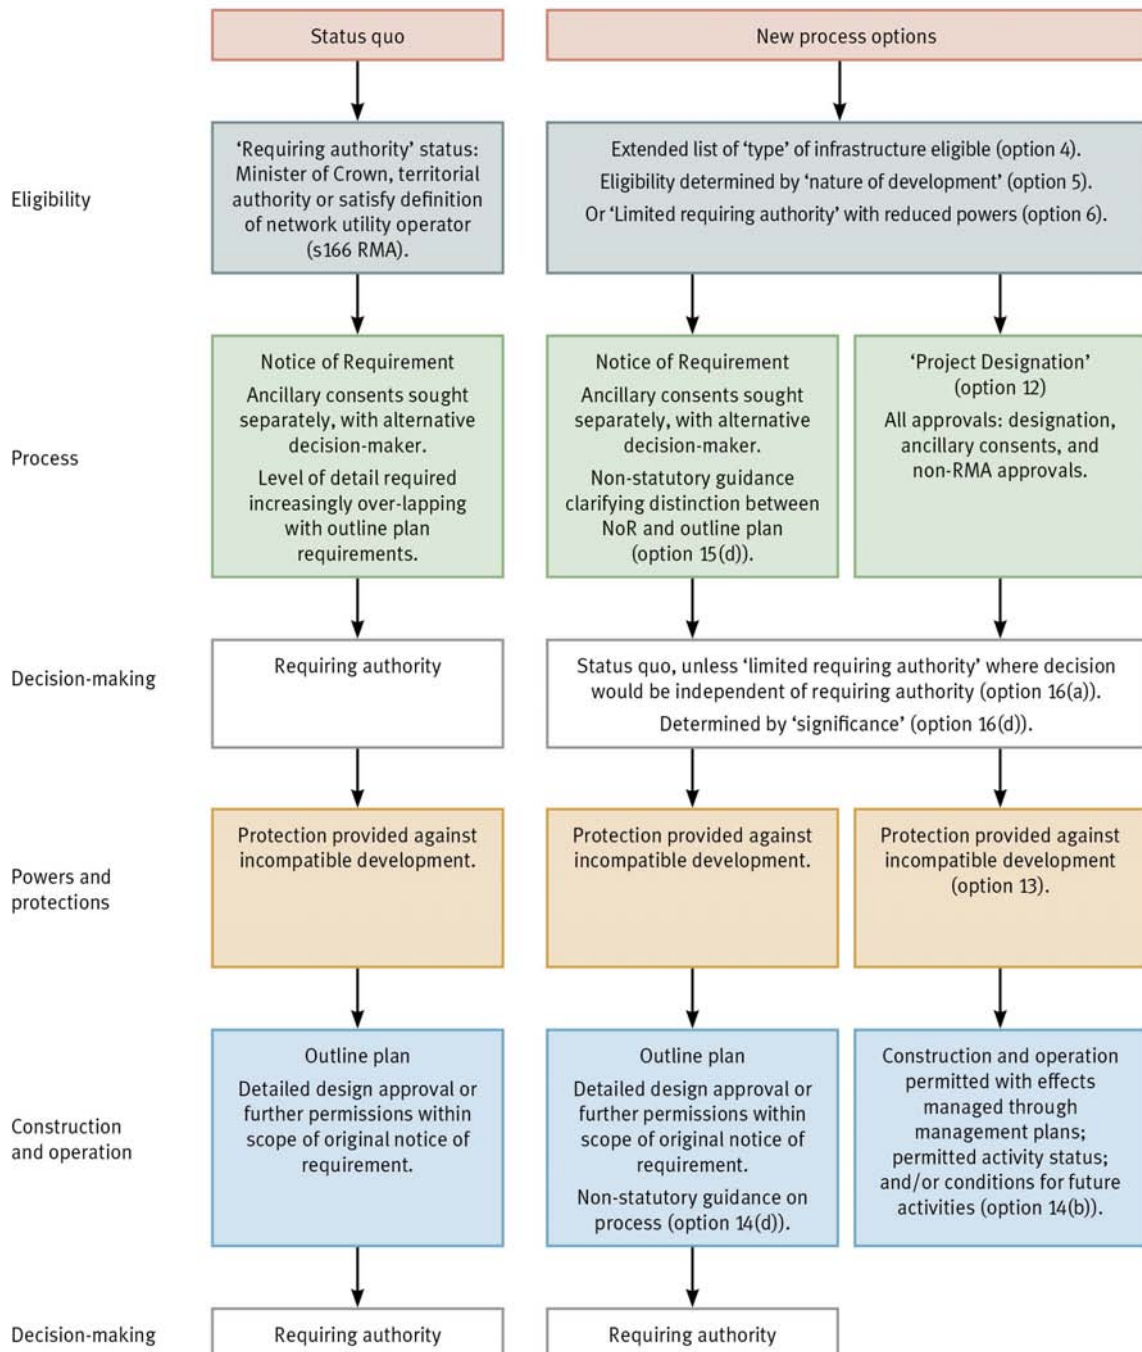 Status quo
New process options
Eligibility
‘Requiring authority’ status:
Minister of Crown, territorial
authority or satisfy definition
of network utility operator
(s166 RMA).
Extended list of ‘type’ of infrastructure eligible (option 4).
Eligibility determined by ‘nature of development’ (option 5).
Or ‘Limited requiring authority’ with reduced powers (option 6).
Process
Notice of Requirement
Ancillary consents sought
separately, with alternative
decision-maker.
Level of detail required
increasingly over-lapping
with outline plan
requirements.
Notice of Requirement
Ancillary consents sought
separately, with alternative
decision-maker.
Non-statutory guidance
clarifying distinction between
NoR and outline plan
(option 15(d)).
‘Project Designation’
(option 12)
All approvals: designation,
ancillary consents, and
non-RMA approvals.
Decision-making
Requiring authority
Status quo, unless ‘limited requiring authority’ where decision
would be independent of requiring authority (option 16(a)).
Determined by ‘significance’ (option 16(d)).
Powers and
protections
Protection provided against
incompatible development.
Protection provided against
incompatible development.
Protection provided against
incompatible development
(option 13).
Construction
and operation
Outline plan
Detailed design approval or
further permissions within
scope of original notice of
requirement.
Outline plan
Detailed design approval or
further permissions within
scope of original notice of
requirement.
Non-statutory guidance on
process (option 14(d)).
Construction and operation
permitted with effects
managed through
management plans;
permitted activity status;
and/or conditions for future
activities (option 14(b)).
Decision-making
Requiring authority
Requiring authority